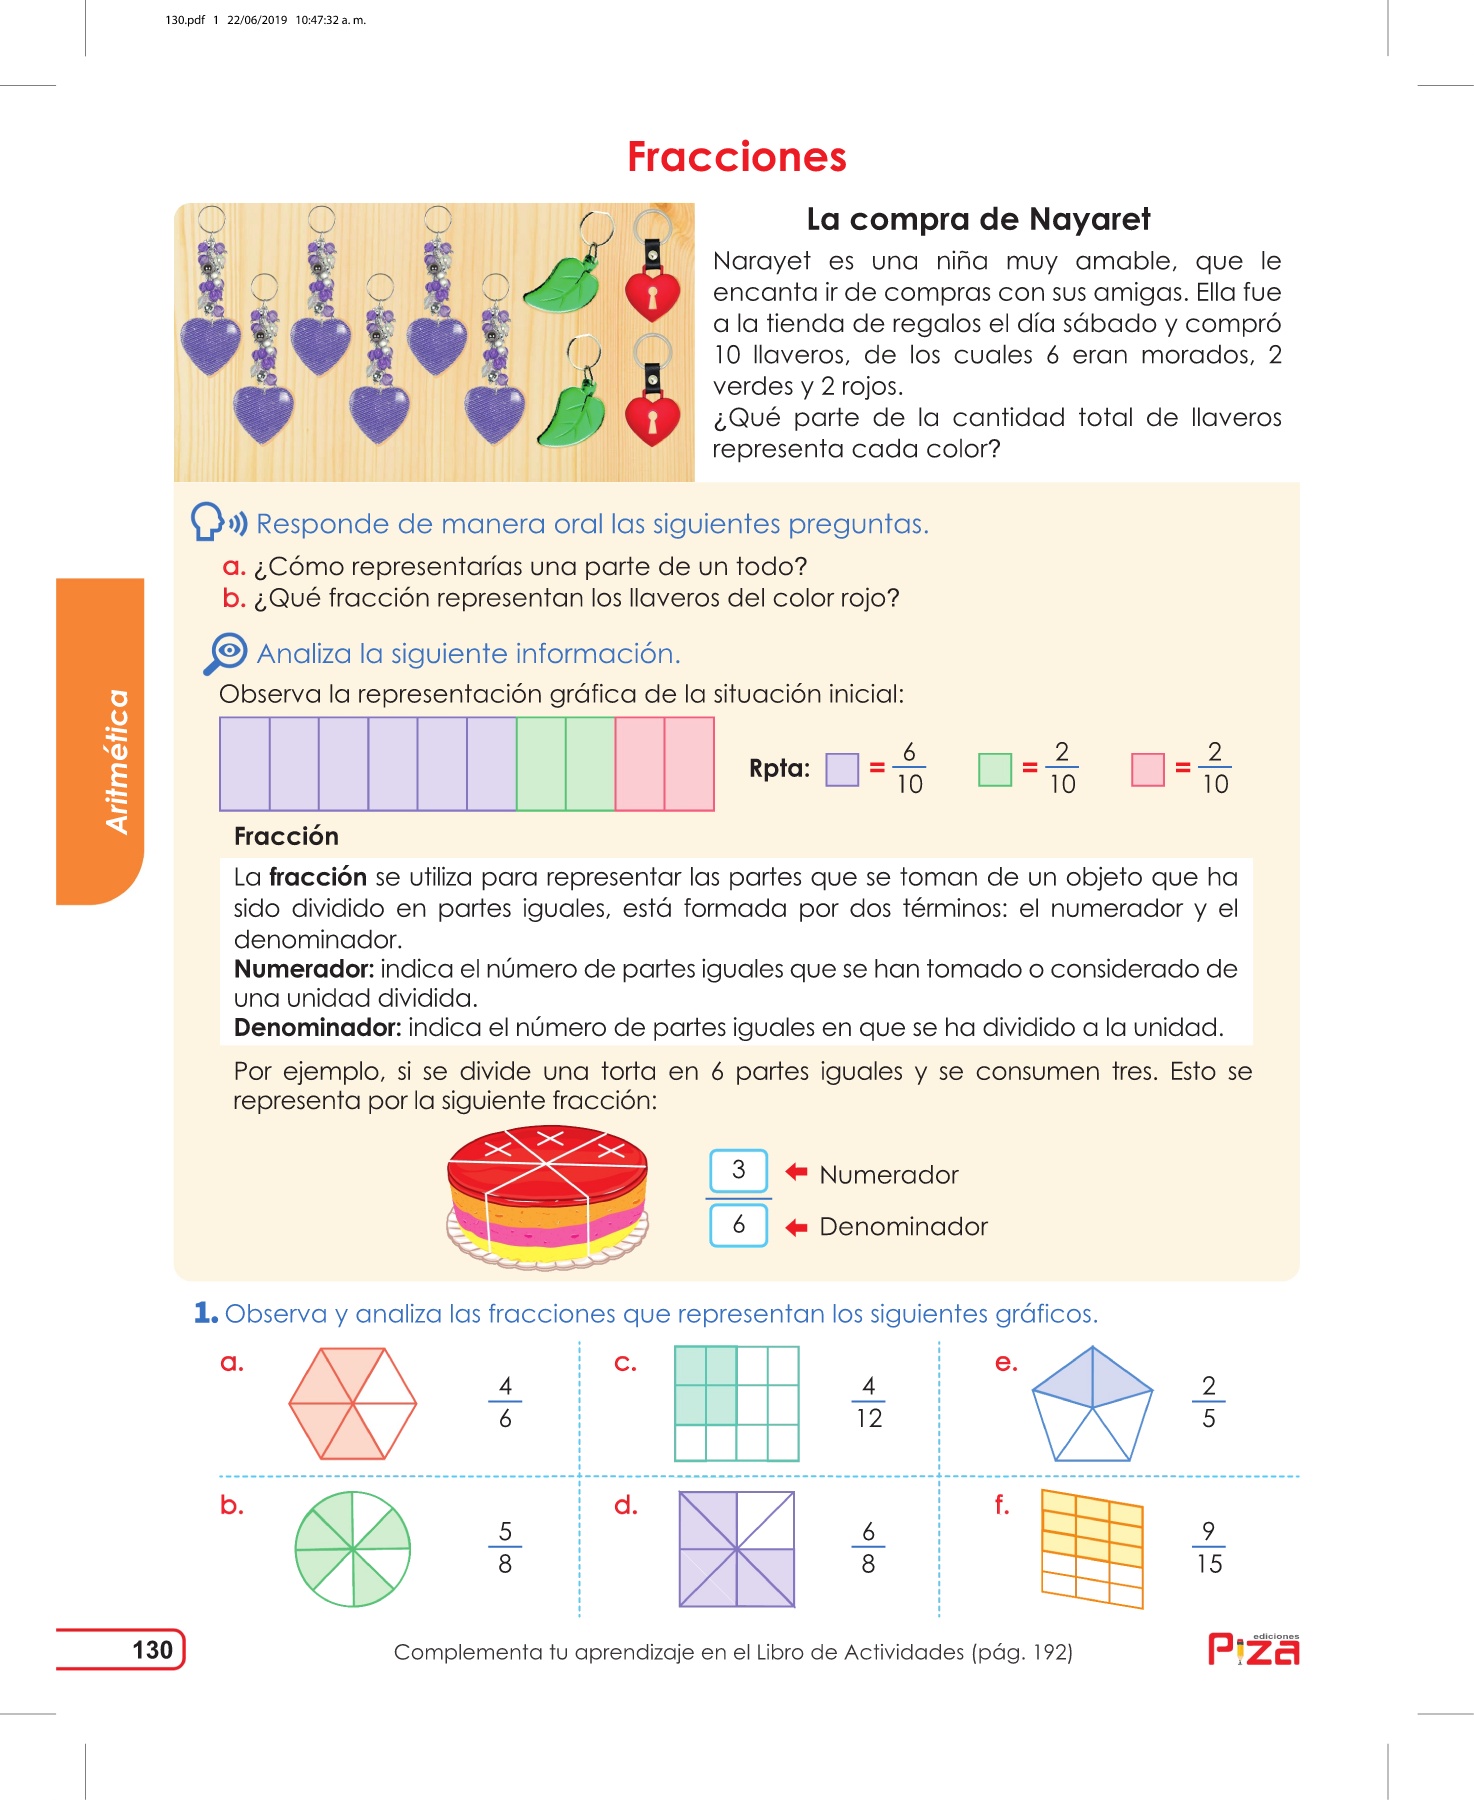 130.pdf 1 22/06/2019 10:47:32 a. m.
Fracciones
La compra de Nayaret
Narayet es una niña muy amable, que le
encanta ir de compras con sus amigas. Ella fue
a la tienda de regalos el día sábado y compró
10 llaveros, de los cuales 6 eran morados, 2
verdes y 2 rojos.
¿Qué parte de la cantidad total de llaveros
representa cada color?
Responde de manera oral las siguientes preguntas.
a. ¿Cómo representarías una parte de un todo?
b. ¿Qué fracción representan los llaveros del color rojo?
Analiza la siguiente información.
Observa la representación gráfica de la situación inicial:
Rpta: = 6/10 = 2/10 = 2/10
Aritmética
Fracción
La fracción se utiliza para representar las partes que se toman de un objeto que ha
sido dividido en partes iguales, está formada por dos términos: el numerador y el
denominador.
Numerador: indica el número de partes iguales que se han tomado o considerado de
una unidad dividida.
Denominador: indica el número de partes iguales en que se ha dividido a la unidad.
Por ejemplo, si se divide una torta en 6 partes iguales y se consumen tres. Esto se
representa por la siguiente fracción:
3 Numerador
6 Denominador
1. Observa y analiza las fracciones que representan los siguientes gráficos.
a. 4/6
c. 4/12
e. 2/5
b. 5/8
d. 6/8
f. 9/15
130
Complementa tu aprendizaje en el Libro de Actividades (pág. 192)
ediciones
Piza